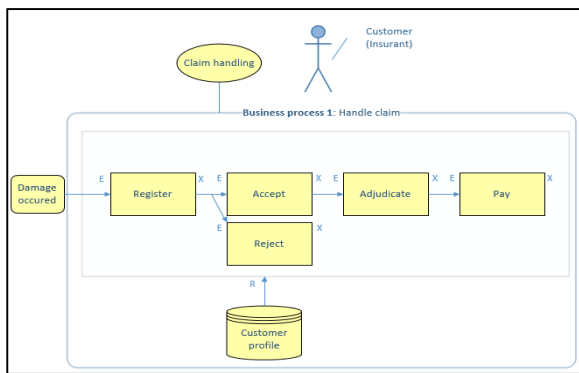 Customer
(Insurant)
Claim handling
Business process 1: Handle claim
Damage
occured
E
Register
X
E
Accept
X
E
Adjudicate
X
E
Pay
X
E
Reject
X
R
Customer
profile